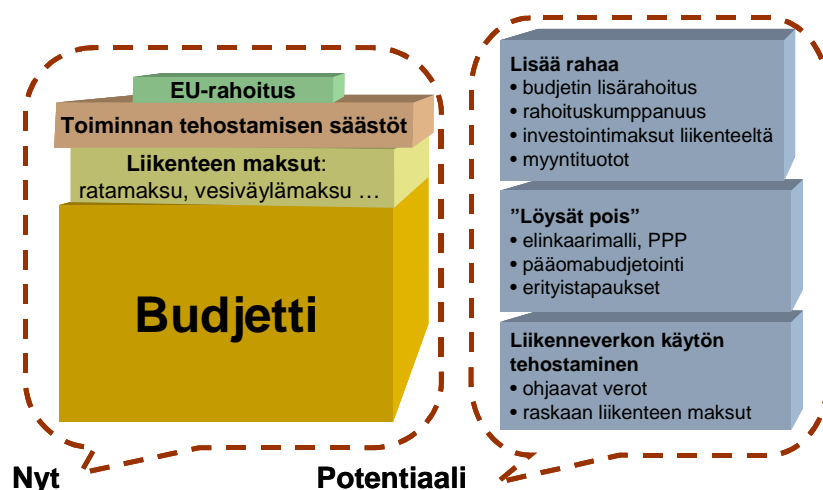 EU-rahoitus
Toiminnan tehostamisen säästöt
Liikenteen maksut:
ratamaksu, vesiväylämaksu …
Budjetti
Nyt
Lisää rahaa
• budjetin lisärahoitus
• rahoituskumppanuus
• investointimaksut liikenteeltä
• myyntituotot
”Löysät pois”
• elinkaarimalli, PPP
• pääomabudjetointi
• erityistapaukset
Liikenneverkon käytön
tehostaminen
• ohjaavat verot
• raskaan liikenteen maksut
Potentiaali